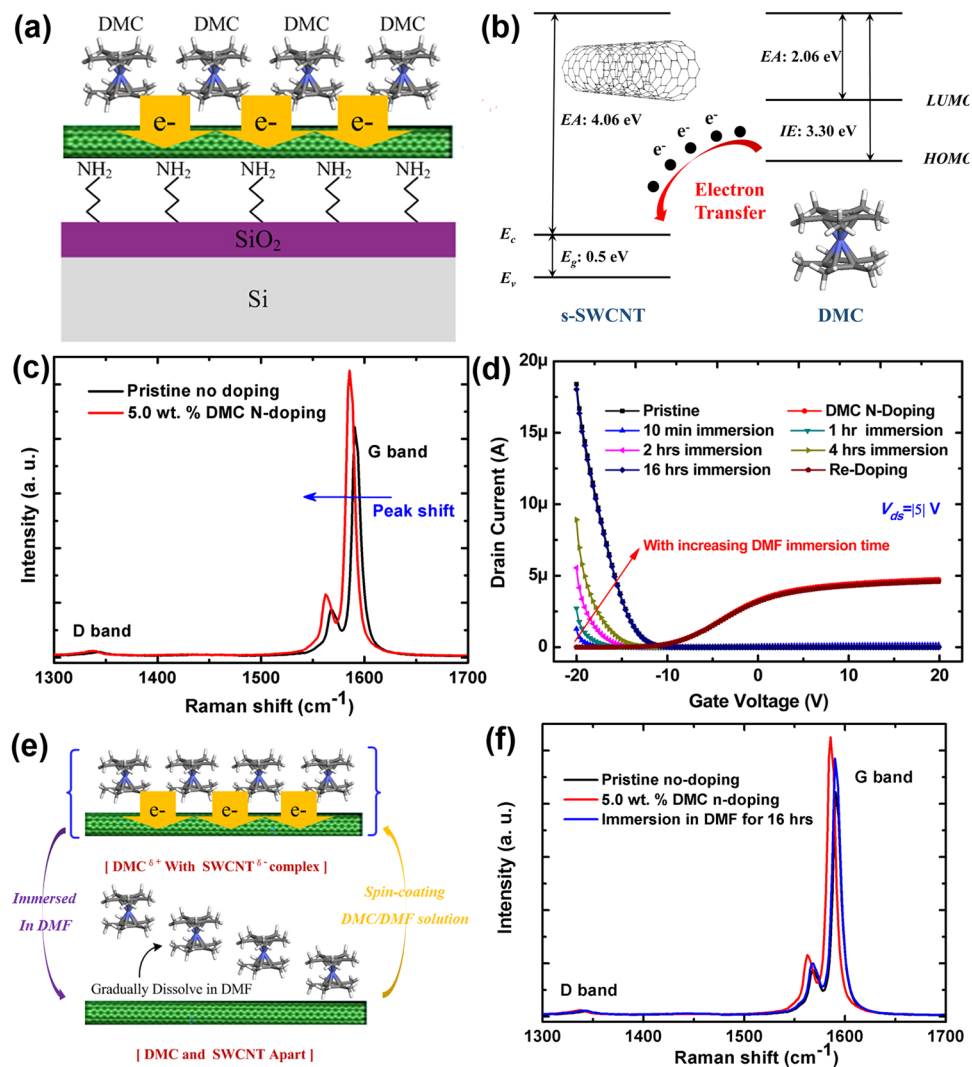 (a)
DMC DMC DMC DMC
e- e- e-
NH2 NH2 NH2 NH2 NH2
SiO2
Si
(b)
EA: 4.06 eV
EA: 2.06 eV
LUMO
IE: 3.30 eV
HOMO
e- e- e- e-
Electron
Transfer
Ec
Eg: 0.5 eV
Ev
s-SWCNT
DMC
(c)
Pristine no doping
5.0 wt. % DMC N-doping
G band
Peak shift
D band
Intensity (a. u.)
1300 1400 1500 1600 1700
Raman shift (cm-1)
(d)
20μ
15μ
10μ
5μ
0
Drain Current (A)
Pristine DMC N-Doping
10 min immersion 1 hr immersion
2 hrs immersion 4 hrs immersion
16 hrs immersion Re-Doping
Vds=|5| V
With increasing DMF immersion time
-20 -10 0 10 20
Gate Voltage (V)
(e)
e- e- e-
[ DMC δ+ With SWCNT δ- complex ]
Immersed
In DMF
Spin-coating
DMC/DMF solution
Gradually Dissolve in DMF
[ DMC and SWCNT Apart ]
(f)
Pristine no-doping
5.0 wt. % DMC n-doping
Immersion in DMF for 16 hrs
G band
D band
Intensity (a. u.)
1300 1400 1500 1600 1700
Raman shift (cm-1)